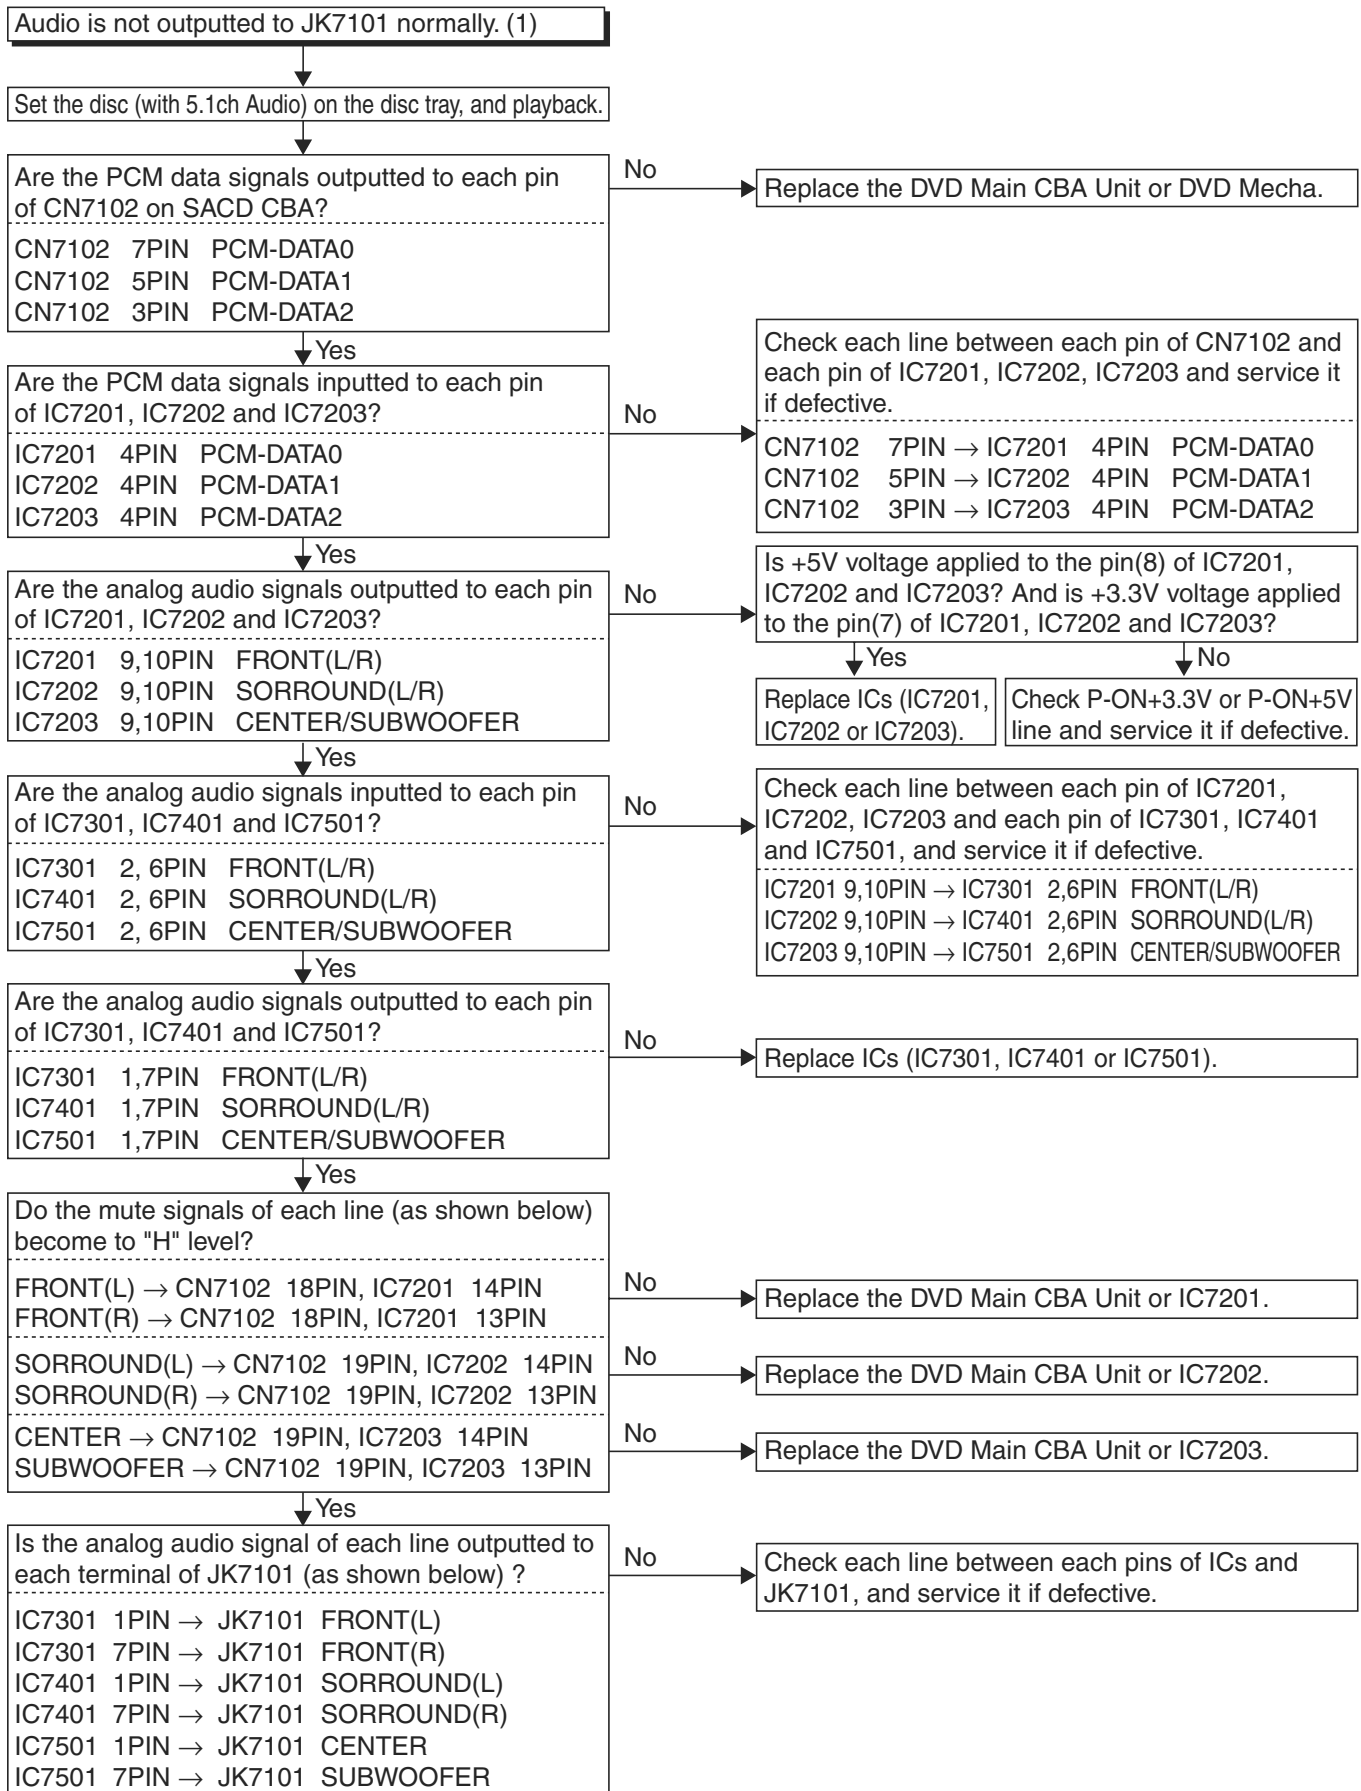 Audio is not outputted to JK7101 normally. (1)
Set the disc (with 5.1ch Audio) on the disc tray, and playback.
Are the PCM data signals outputted to each pin
of CN7102 on SACD CBA?
CN7102 7PIN PCM-DATA0
CN7102 5PIN PCM-DATA1
CN7102 3PIN PCM-DATA2
No
Replace the DVD Main CBA Unit or DVD Mecha.
Yes
Are the PCM data signals inputted to each pin
of IC7201, IC7202 and IC7203?
IC7201 4PIN PCM-DATA0
IC7202 4PIN PCM-DATA1
IC7203 4PIN PCM-DATA2
No
Check each line between each pin of CN7102 and
each pin of IC7201, IC7202, IC7203 and service it
if defective.
CN7102 7PIN → IC7201 4PIN PCM-DATA0
CN7102 5PIN → IC7202 4PIN PCM-DATA1
CN7102 3PIN → IC7203 4PIN PCM-DATA2
Yes
Are the analog audio signals outputted to each pin
of IC7201, IC7202 and IC7203?
IC7201 9,10PIN FRONT(L/R)
IC7202 9,10PIN SORROUND(L/R)
IC7203 9,10PIN CENTER/SUBWOOFER
No
Is +5V voltage applied to the pin(8) of IC7201,
IC7202 and IC7203? And is +3.3V voltage applied
to the pin(7) of IC7201, IC7202 and IC7203?
Yes
No
Replace ICs (IC7201,
IC7202 or IC7203).
Check P-ON+3.3V or P-ON+5V
line and service it if defective.
Yes
Are the analog audio signals inputted to each pin
of IC7301, IC7401 and IC7501?
IC7301 2, 6PIN FRONT(L/R)
IC7401 2, 6PIN SORROUND(L/R)
IC7501 2, 6PIN CENTER/SUBWOOFER
No
Check each line between each pin of IC7201,
IC7202, IC7203 and each pin of IC7301, IC7401
and IC7501, and service it if defective.
IC7201 9,10PIN → IC7301 2,6PIN FRONT(L/R)
IC7202 9,10PIN → IC7401 2,6PIN SORROUND(L/R)
IC7203 9,10PIN → IC7501 2,6PIN CENTER/SUBWOOFER
Yes
Are the analog audio signals outputted to each pin
of IC7301, IC7401 and IC7501?
IC7301 1,7PIN FRONT(L/R)
IC7401 1,7PIN SORROUND(L/R)
IC7501 1,7PIN CENTER/SUBWOOFER
No
Replace ICs (IC7301, IC7401 or IC7501).
Yes
Do the mute signals of each line (as shown below)
become to "H" level?
FRONT(L) → CN7102 18PIN, IC7201 14PIN
FRONT(R) → CN7102 18PIN, IC7201 13PIN
No
Replace the DVD Main CBA Unit or IC7201.
SORROUND(L) → CN7102 19PIN, IC7202 14PIN
SORROUND(R) → CN7102 19PIN, IC7202 13PIN
No
Replace the DVD Main CBA Unit or IC7202.
CENTER → CN7102 19PIN, IC7203 14PIN
SUBWOOFER → CN7102 19PIN, IC7203 13PIN
No
Replace the DVD Main CBA Unit or IC7203.
Yes
Is the analog audio signal of each line outputted to
each terminal of JK7101 (as shown below) ?
IC7301 1PIN → JK7101 FRONT(L)
IC7301 7PIN → JK7101 FRONT(R)
IC7401 1PIN → JK7101 SORROUND(L)
IC7401 7PIN → JK7101 SORROUND(R)
IC7501 1PIN → JK7101 CENTER
IC7501 7PIN → JK7101 SUBWOOFER
No
Check each line between each pins of ICs and
JK7101, and service it if defective.